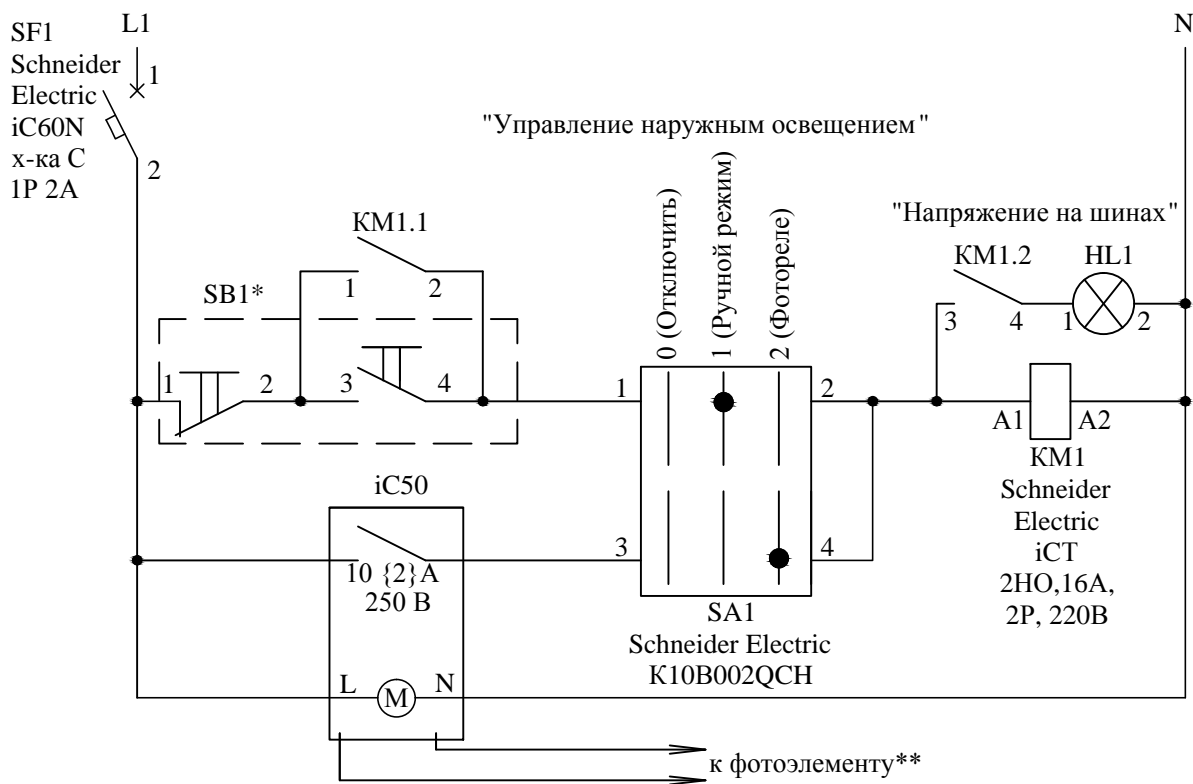 SF1
Schneider
Electric
iC60N
х-ка С
1P 2A
L1
1
2
N
"Управление наружным освещением"
0 (Отключить)
1 (Ручной режим)
2 (Фотореле)
"Напряжение на шинах"
КМ1.1
1
2
SB1*
1
2
3
4
КМ1.2
3
4
HL1
1
2
1
2
3
4
SA1
Schneider Electric
K10B002QCH
A1
A2
КМ1
Schneider
Electric
iCT
2НО,16А,
2Р, 220В
iC50
10 {2}А
250 В
L
M
N
к фотоэлементу**